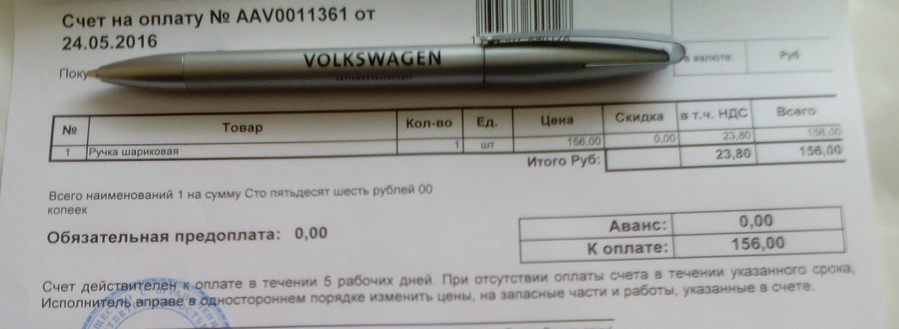 Счет на оплату № AAV0011361 от
24.05.2016
VOLKSWAGEN
Поку
в валюте: Руб
№ Товар Кол-во Ед. Цена Скидка в т.ч. НДС Всего
1 Ручка шариковая 1 шт 156,00 0,00 23,80 156,00
Итого Руб: 23,80 156,00
Всего наименований 1 на сумму Сто пятьдесят шесть рублей 00
копеек
Обязательная предоплата: 0,00
Аванс: 0,00
К оплате: 156,00
Счет действителен к оплате в течении 5 рабочих дней. При отсутствии оплаты счета в течении указанного срока,
Исполнитель вправе в одностороннем порядке изменить цены, на запасные части и работы, указанные в счете.